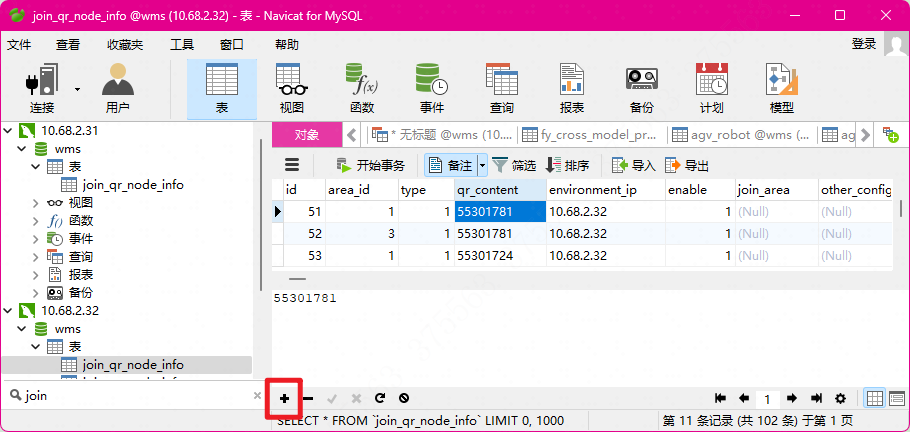 join_qr_node_info @wms (10.68.2.32) - 表 - Navicat for MySQL
文件 查看 收藏夹 工具 窗口 帮助 登录
连接 用户 表 视图 函数 事件 查询 报表 备份 计划 模型
10.68.2.31
wms
表
join_qr_node_info
视图
函数
事件
查询
报表
备份
10.68.2.32
wms
表
join_qr_node_info
join
对象 * 无标题 @wms (10.... fy_cross_model_pr... agv_robot @wms (... ag
开始事务 备注 筛选 排序 导入 导出
id area_id type qr_content environment_ip enable join_area other_config
51 1 1 55301781 10.68.2.32 1 (Null) (Null)
52 3 1 55301781 10.68.2.32 1 (Null) (Null)
53 1 1 55301724 10.68.2.32 1 (Null) (Null)
55301781
1
SELECT * FROM `join_qr_node_info` LIMIT 0, 1000 第 11 条记录 (共 102 条) 于第 1 页